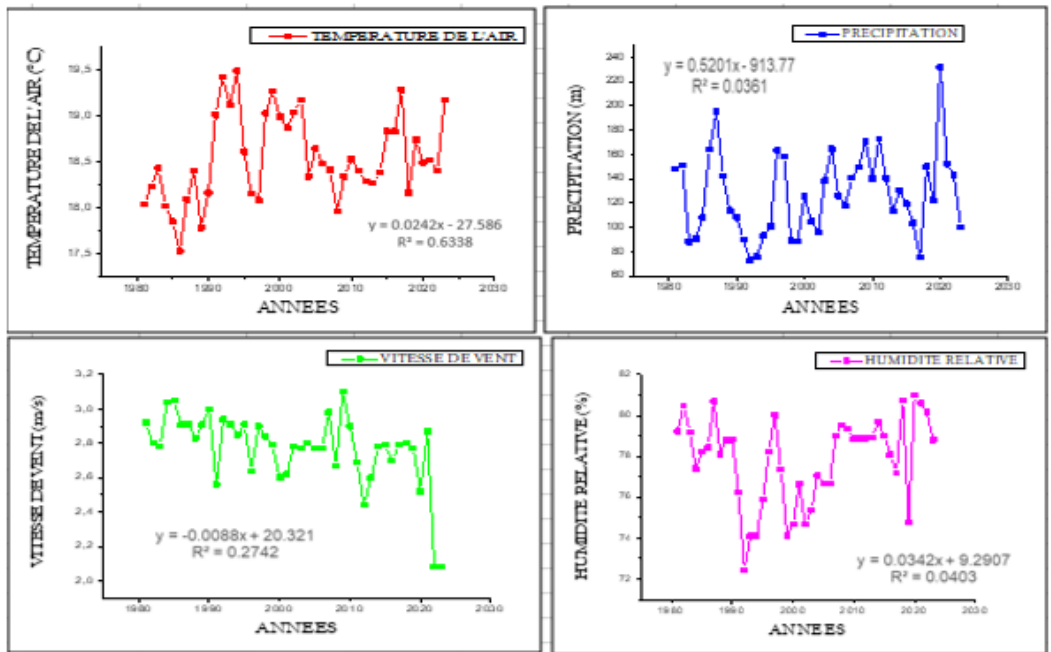 TEMPERATURE DE L'AIR
TEMPERATURE DE L'AIR (°C)
19,5
19,0
18,5
18,0
17,5
y = 0.0242x - 27.586
R² = 0.6338
1980 1990 2000 2010 2020 2030
ANNEES
PRECIPITATION
PRECIPITATION (m)
y = 0.5201x - 913.77
R² = 0.0361
240
220
200
180
160
140
120
100
80
60
1980 1990 2000 2010 2020 2030
ANNEES
VITESSE DE VENT
VITESSE DE VENT (m/s)
3,2
3,0
2,8
2,6
2,4
2,2
2,0
y = -0.0088x + 20.321
R² = 0.2742
1980 1990 2000 2010 2020 2030
ANNEES
HUMIDITE RELATIVE
HUMIDITE RELATIVE (%)
82
80
78
76
74
72
y = 0.0342x + 9.2907
R² = 0.0403
1980 1990 2000 2010 2020 2030
ANNEES